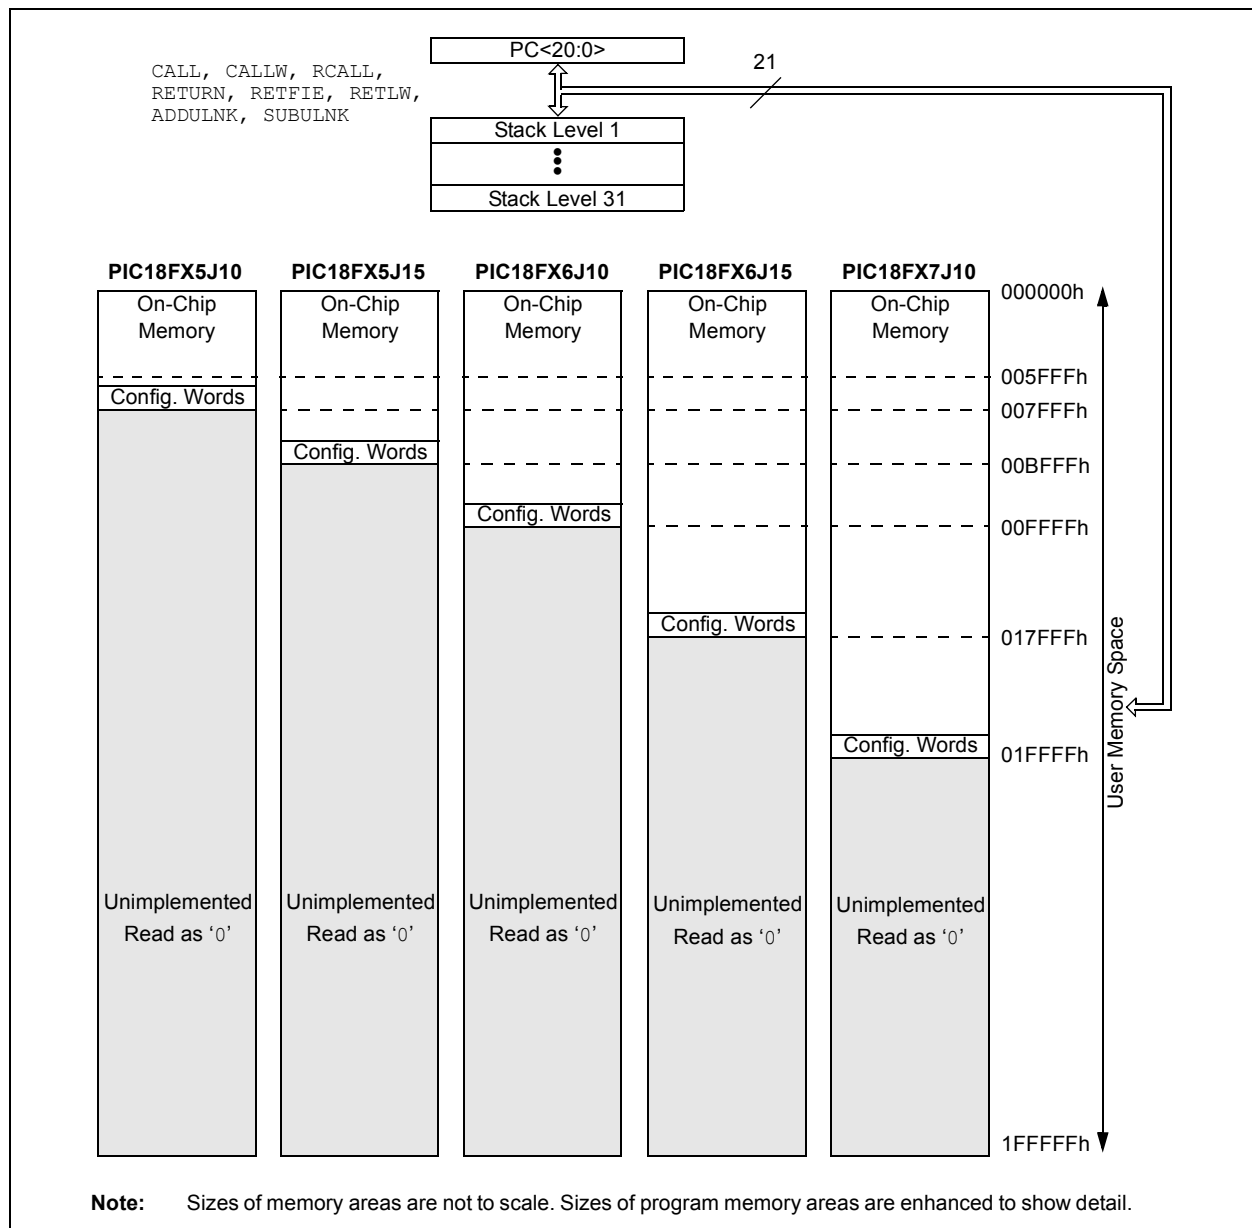 PC<20:0>
21
CALL, CALLW, RCALL,
RETURN, RETFIE, RETLW,
ADDULNK, SUBULNK
Stack Level 1
Stack Level 31
PIC18FX5J10 PIC18FX5J15 PIC18FX6J10 PIC18FX6J15 PIC18FX7J10
On-Chip
Memory
On-Chip
Memory
On-Chip
Memory
On-Chip
Memory
On-Chip
Memory
000000h
005FFFh
Config. Words
007FFFh
Config. Words
00BFFFh
Config. Words
00FFFFh
Config. Words
017FFFh
Config. Words
01FFFFh
User Memory Space
Unimplemented
Read as ‘0’
Unimplemented
Read as ‘0’
Unimplemented
Read as ‘0’
Unimplemented
Read as ‘0’
Unimplemented
Read as ‘0’
1FFFFFh
Note: Sizes of memory areas are not to scale. Sizes of program memory areas are enhanced to show detail.